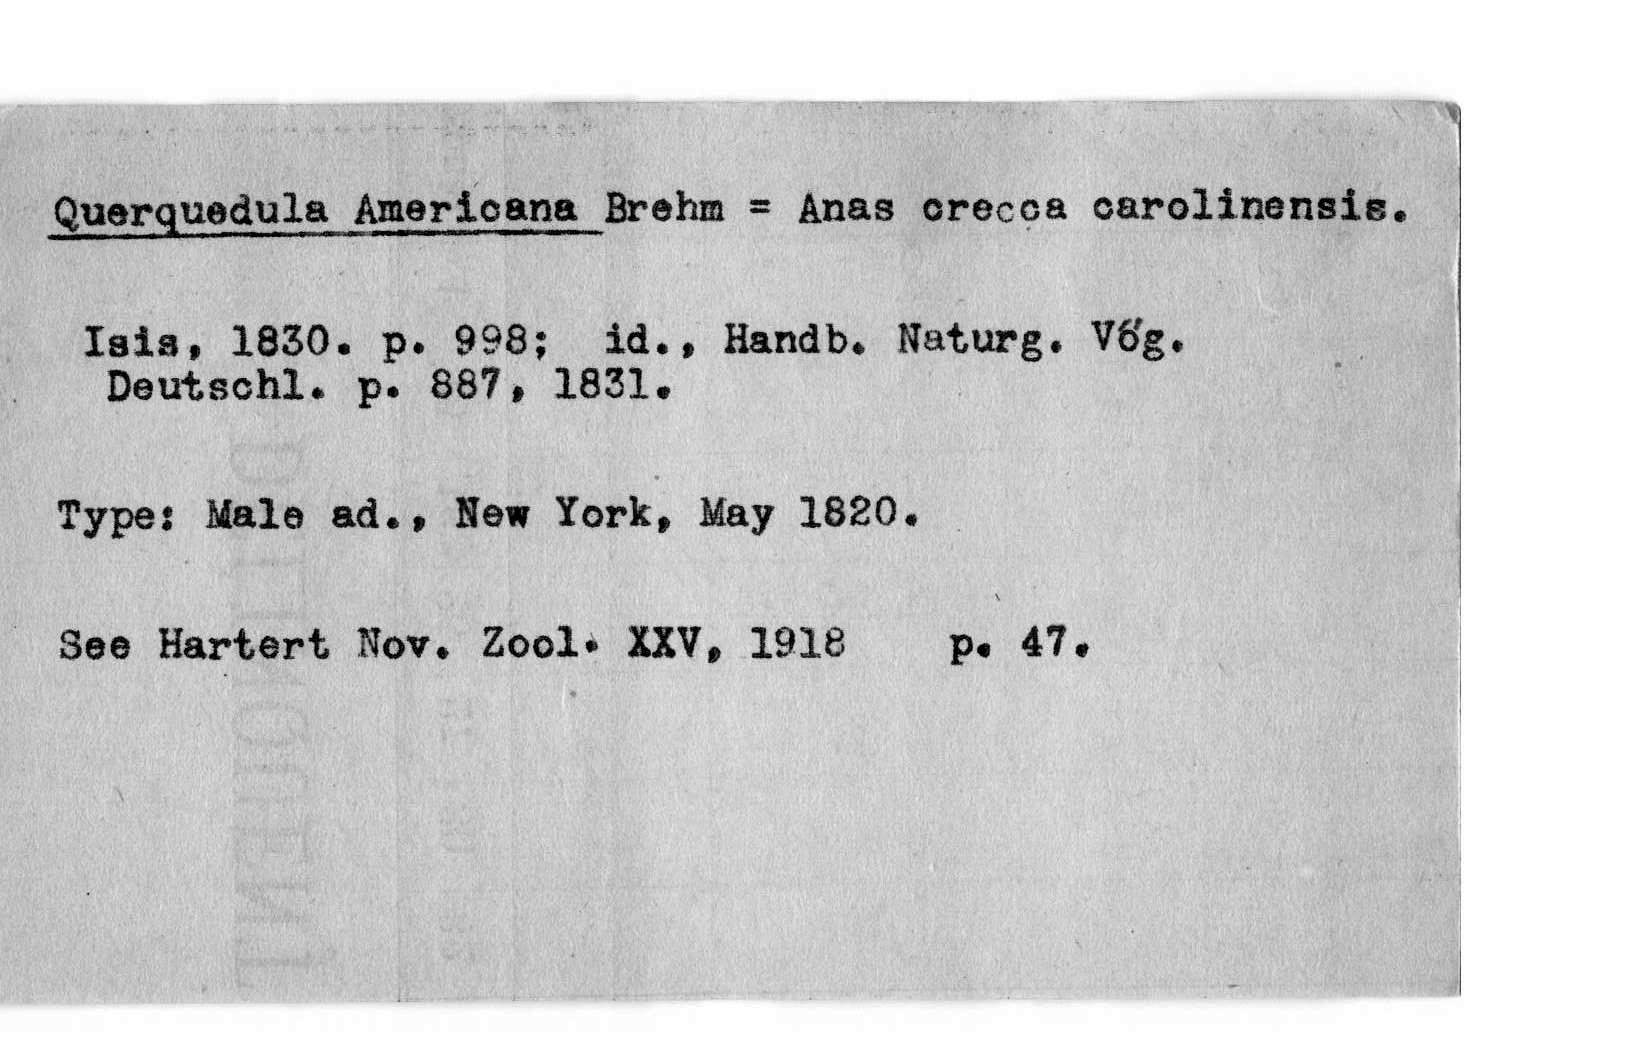 Querquedula Americana Brehm = Anas crecca carolinensis.
Isis, 1830. p. 998; id., Handb. Naturg. Vög.
Deutschl. p. 887, 1831.
Type: Male ad., New York, May 1820.
See Hartert Nov. Zool. XXV, 1918 p. 47.